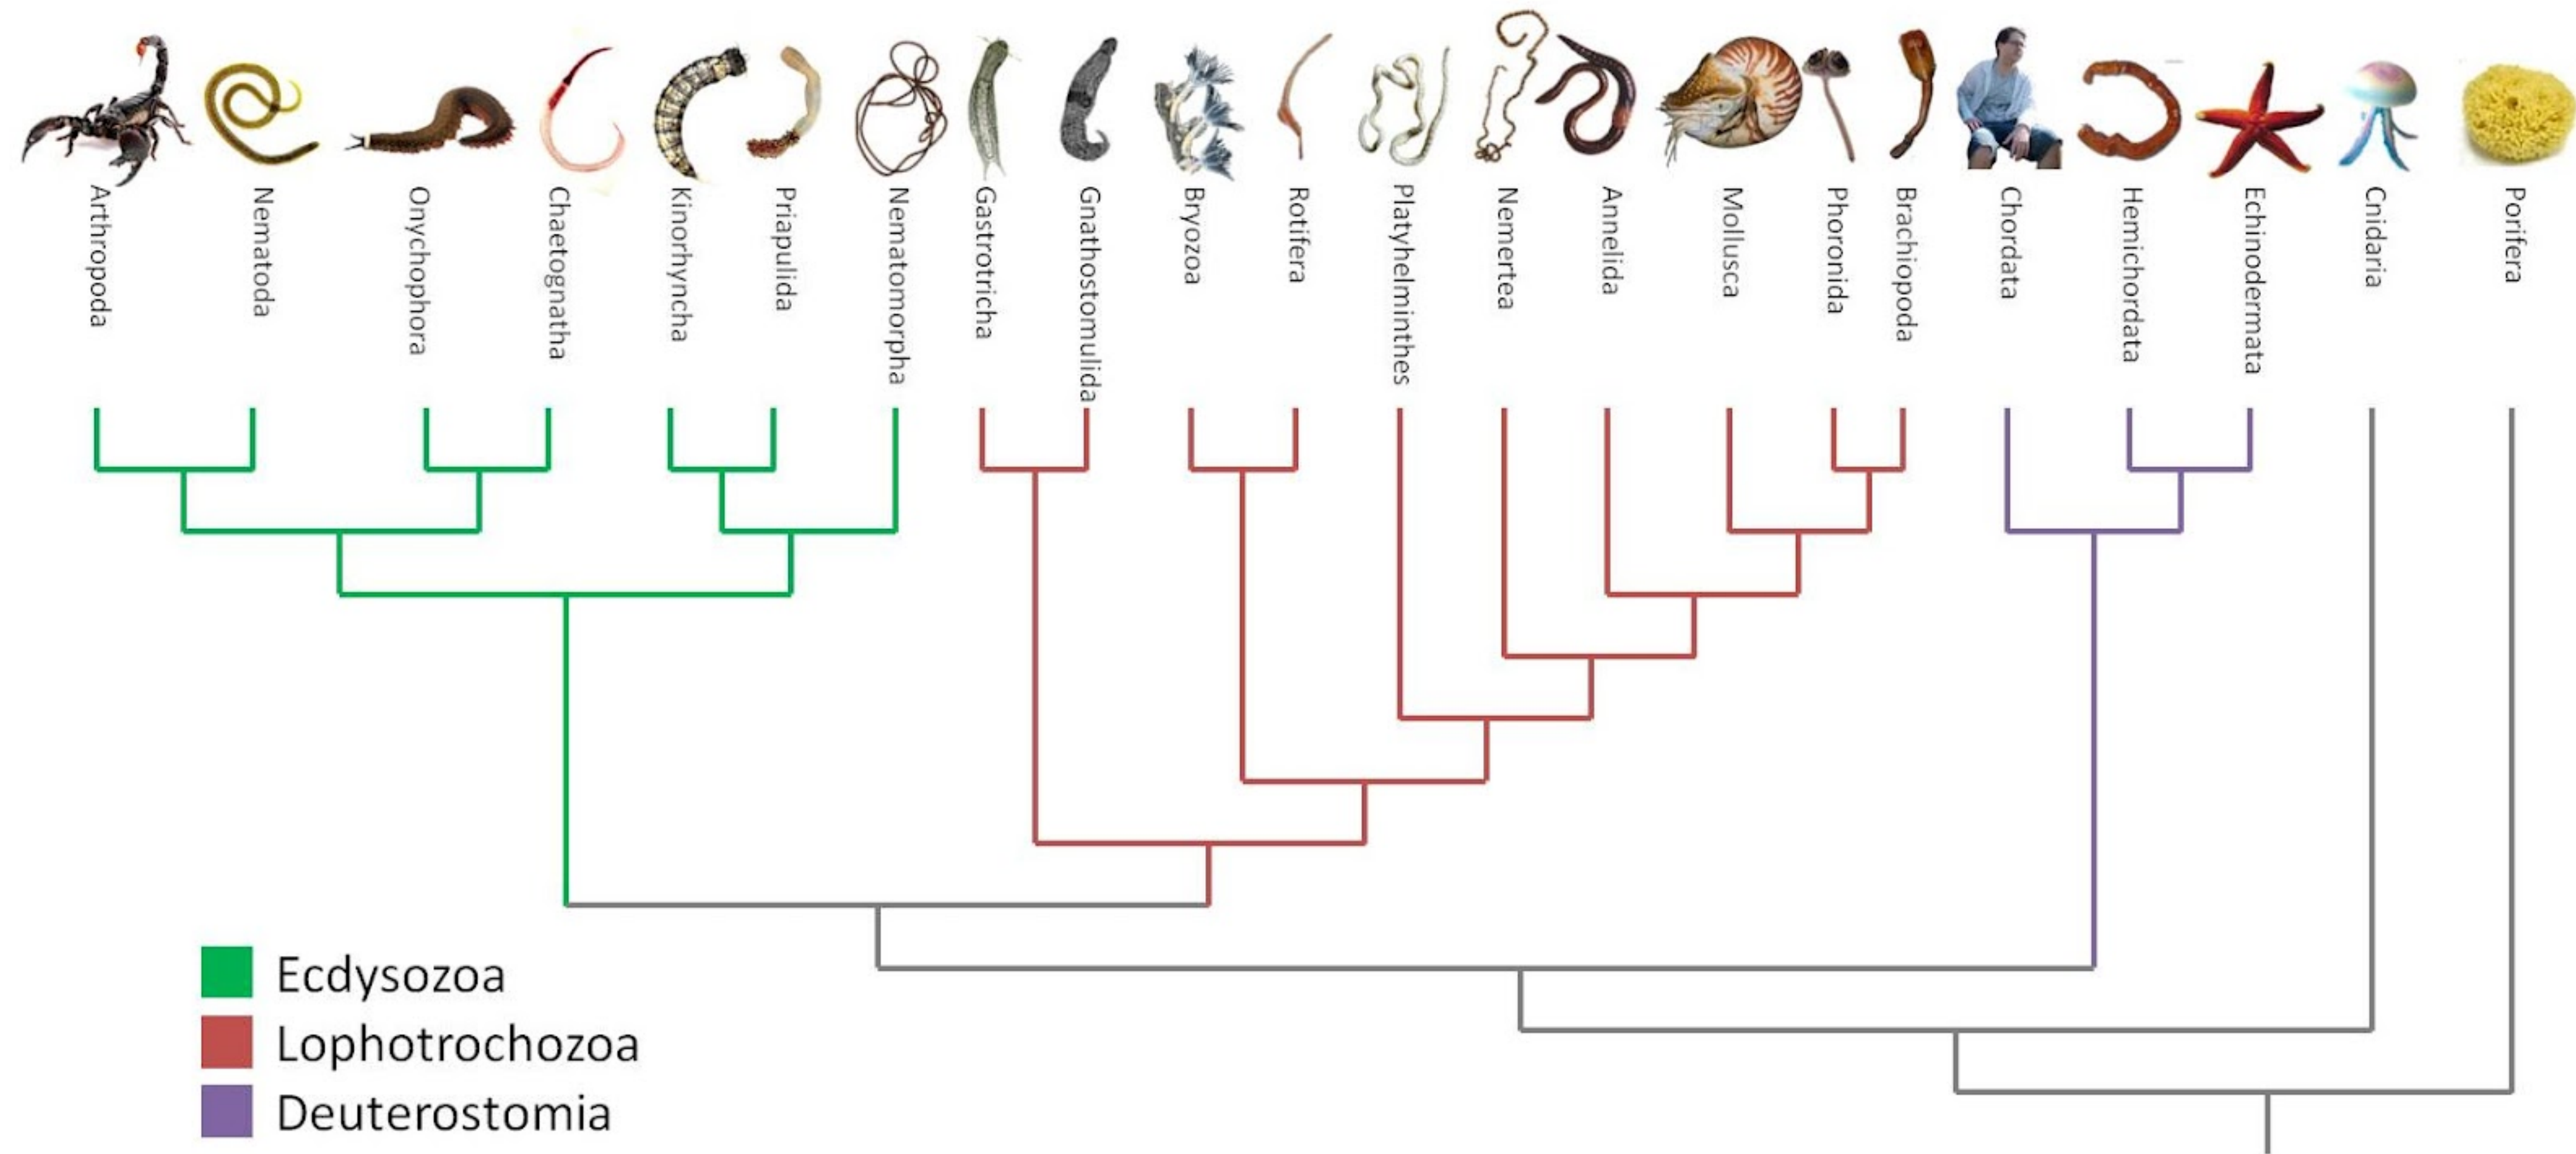 Arthropoda
Nematoda
Onychophora
Chaetognatha
Kinorhyncha
Priapulida
Nematomorpha
Gastrotricha
Gnathostomulida
Bryozoa
Rotifera
Platyhelminthes
Nemertea
Annelida
Mollusca
Phoronida
Brachiopoda
Chordata
Hemichordata
Echinodermata
Cnidaria
Porifera
Ecdysozoa
Lophotrochozoa
Deuterostomia